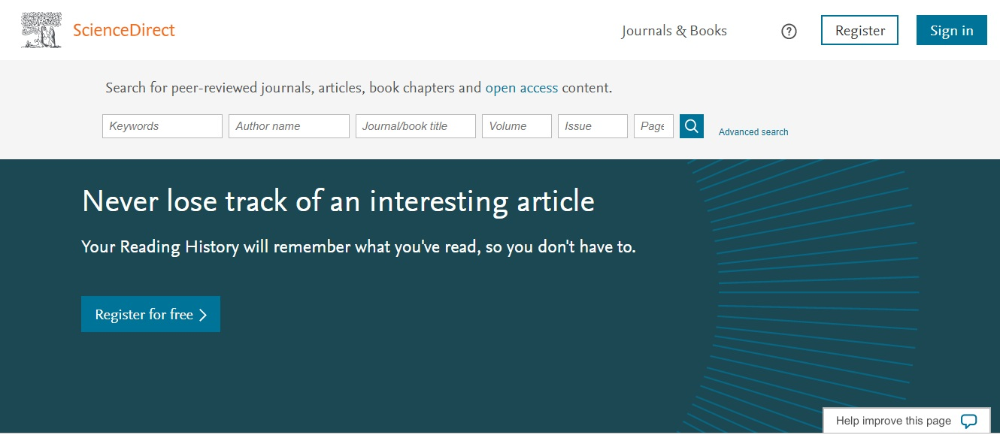 ScienceDirect
Journals & Books
?
Register
Sign in
Search for peer-reviewed journals, articles, book chapters and open access content.
Keywords
Author name
Journal/book title
Volume
Issue
Page
Advanced search
Never lose track of an interesting article
Your Reading History will remember what you've read, so you don't have to.
Register for free
Help improve this page